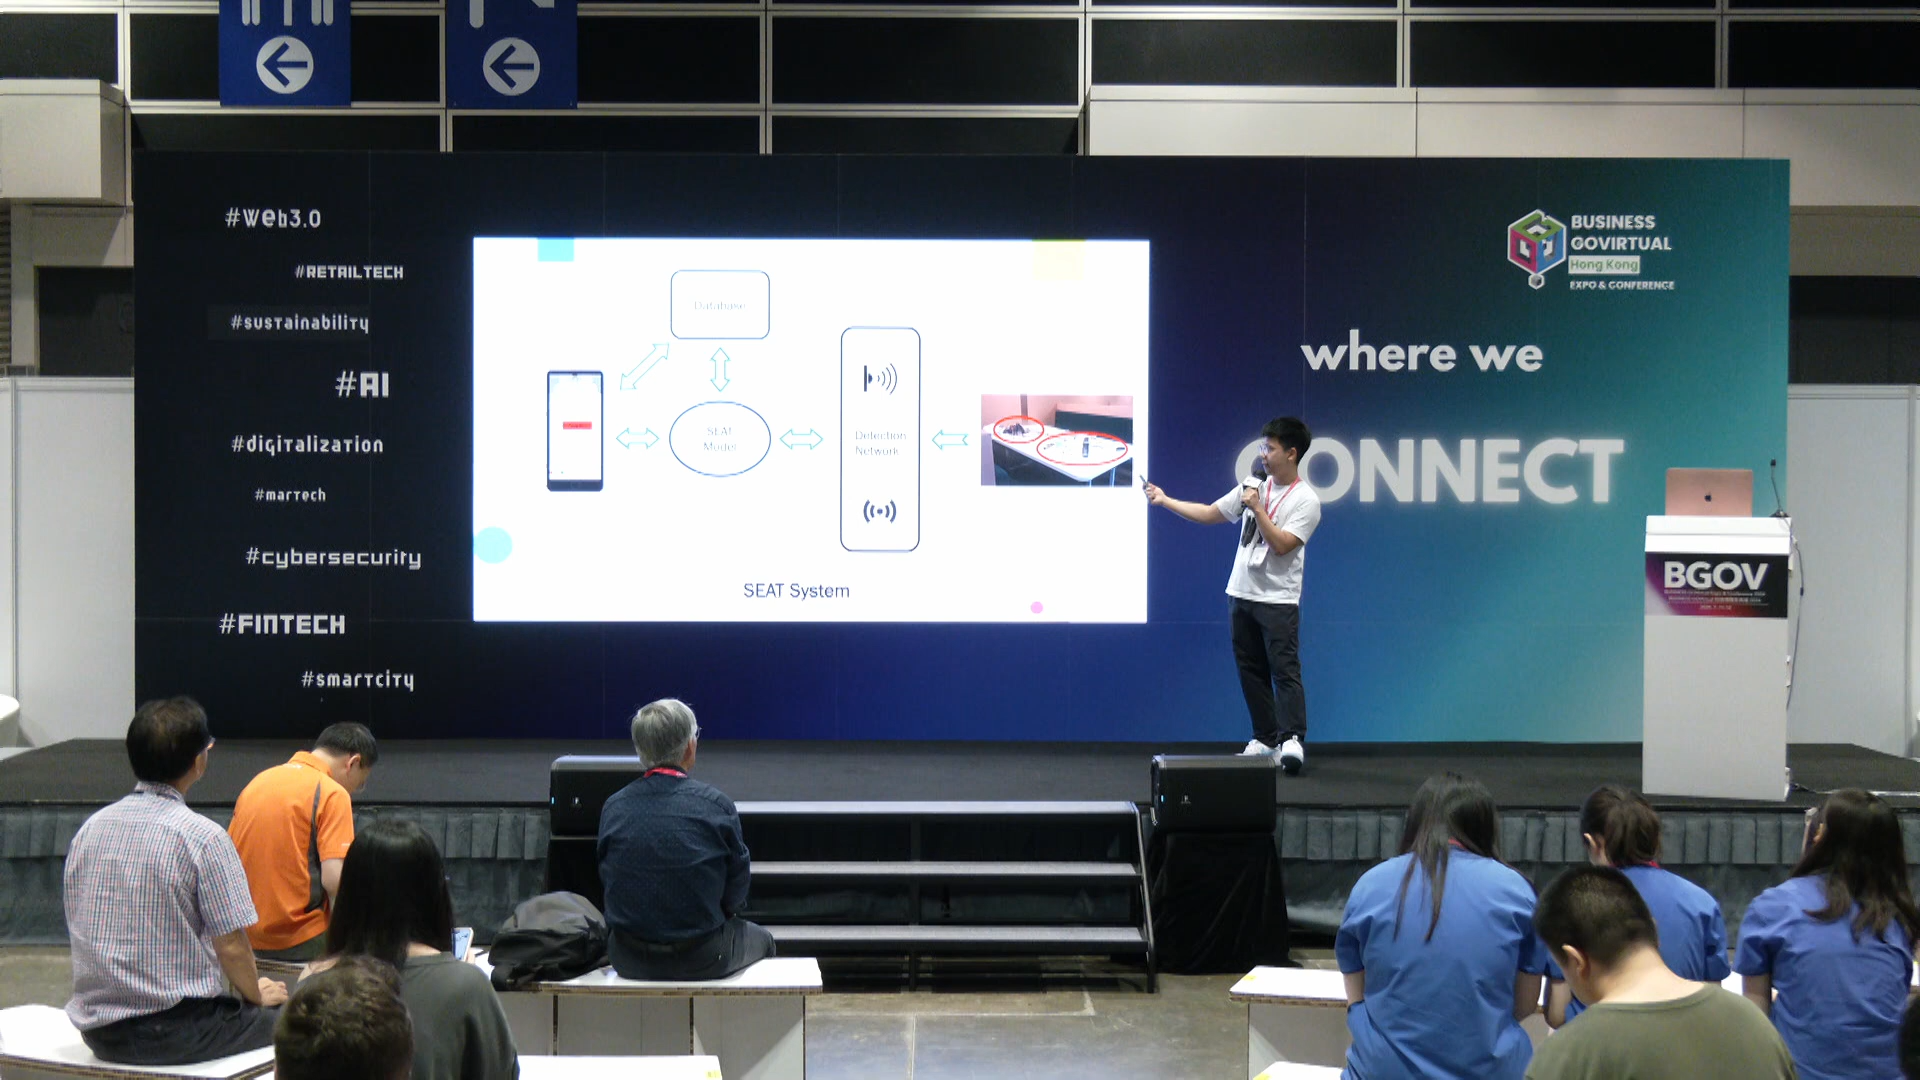 #Web3.0
#RETAILTECH
#sustainability
#AI
#digitalization
#martech
#cybersecurity
#FINTECH
#smartcity
Database
SEAT
Model
Detection
Network
SEAT System
BUSINESS
GOVIRTUAL
Hong Kong
EXPO & CONFERENCE
where we
CONNECT
BGOV